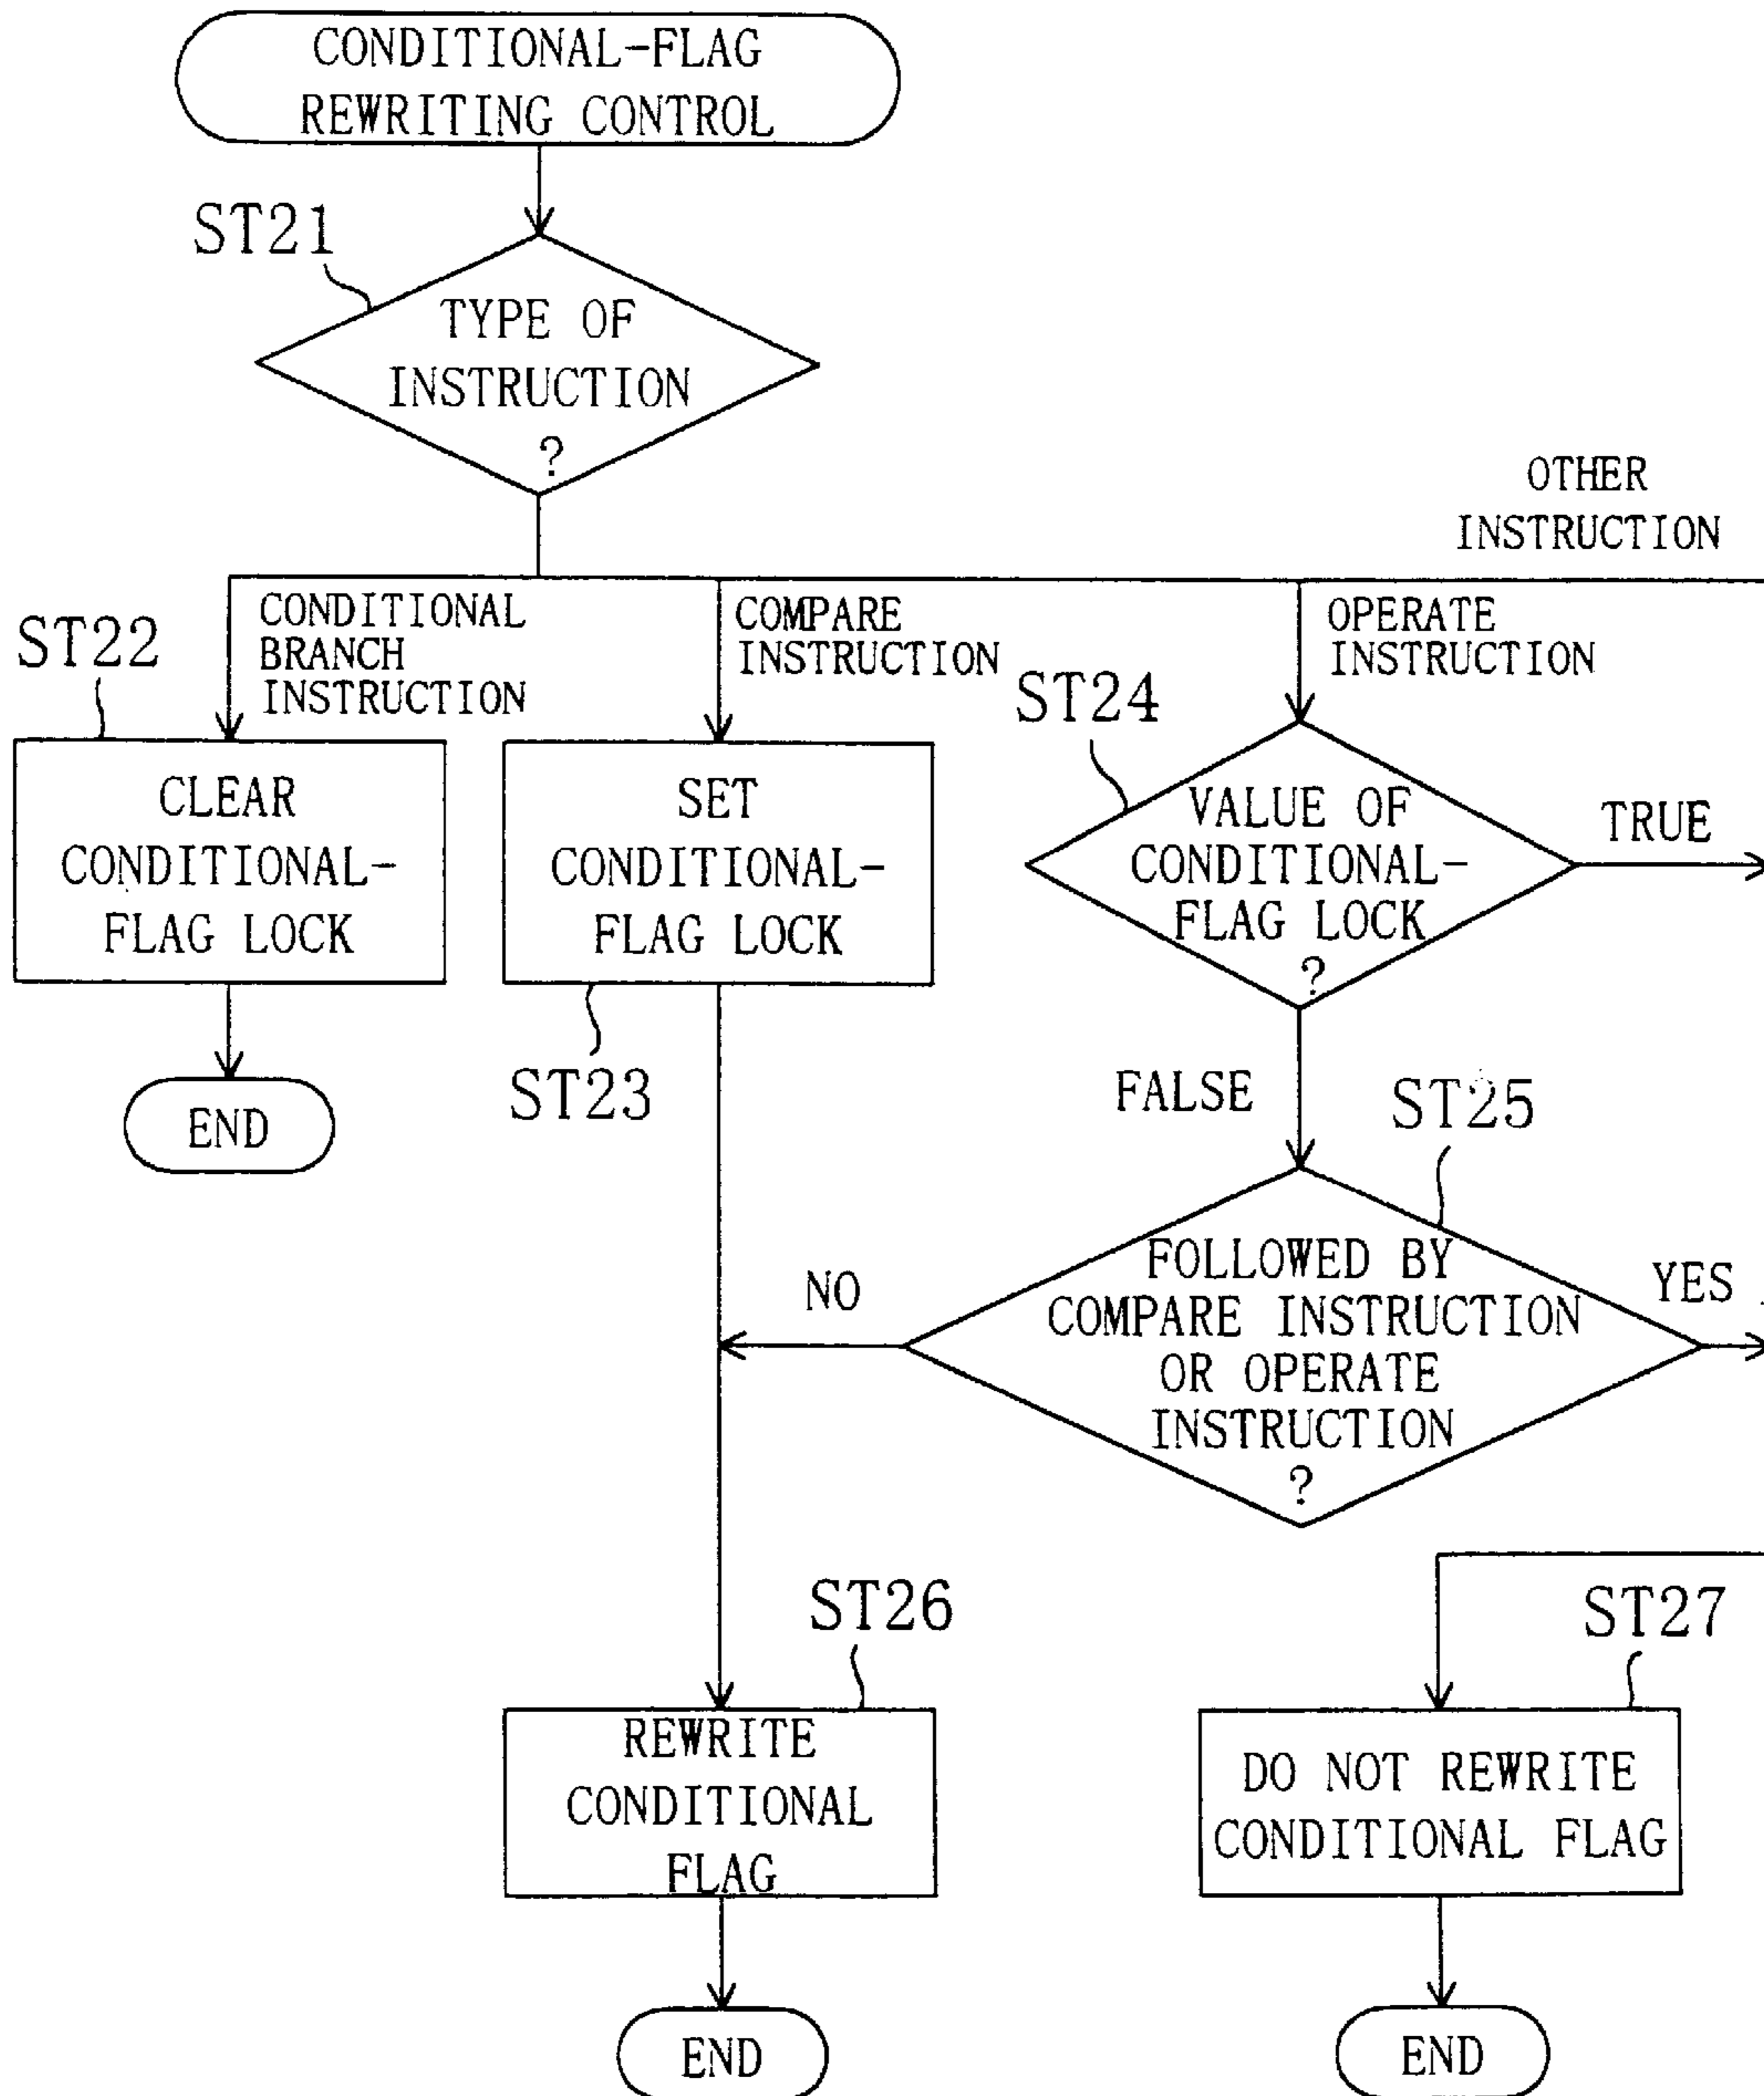 CONDITIONAL-FLAG
REWRITING CONTROL
ST21
TYPE OF
INSTRUCTION
?
OTHER
INSTRUCTION
ST22
CONDITIONAL
BRANCH
INSTRUCTION
COMPARE
INSTRUCTION
OPERATE
INSTRUCTION
CLEAR
CONDITIONAL-
FLAG LOCK
SET
CONDITIONAL-
FLAG LOCK
ST24
VALUE OF
CONDITIONAL-
FLAG LOCK
?
TRUE
END
ST23
FALSE
ST25
FOLLOWED BY
COMPARE INSTRUCTION
OR OPERATE
INSTRUCTION
?
NO
YES
ST26
ST27
REWRITE
CONDITIONAL
FLAG
DO NOT REWRITE
CONDITIONAL FLAG
END
END